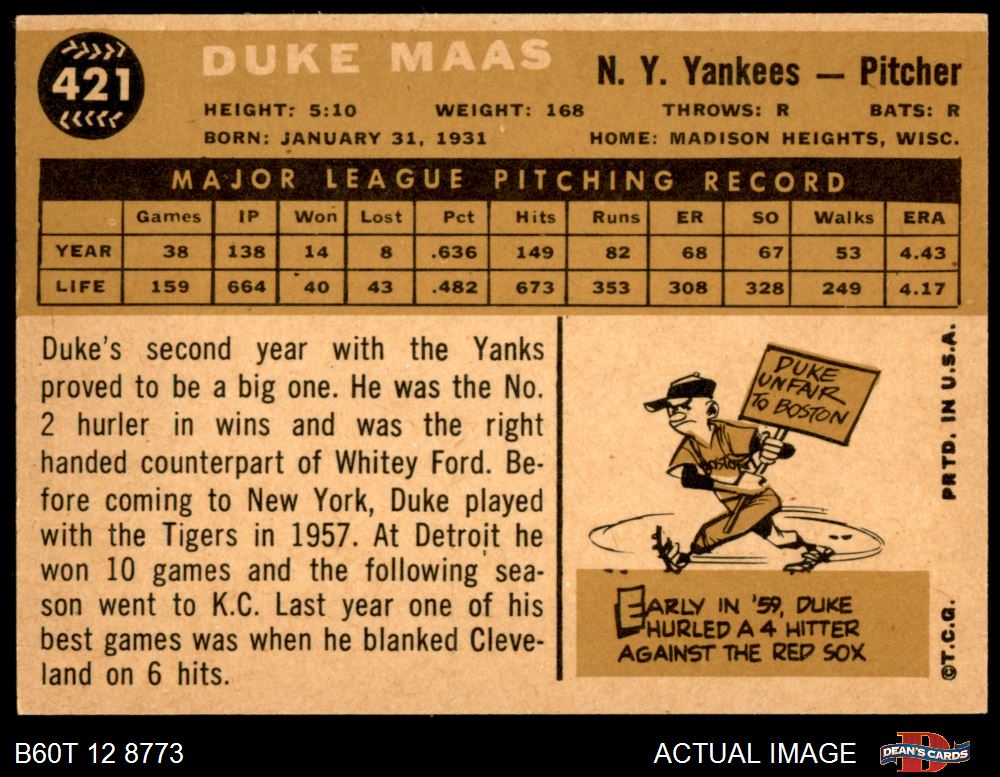 421
DUKE MAAS
N. Y. Yankees — Pitcher
HEIGHT: 5:10 WEIGHT: 168 THROWS: R BATS: R
BORN: JANUARY 31, 1931 HOME: MADISON HEIGHTS, WISC.
MAJOR LEAGUE PITCHING RECORD
Games IP Won Lost Pct Hits Runs ER SO Walks ERA
YEAR 38 138 14 8 .636 149 82 68 67 53 4.43
LIFE 159 664 40 43 .482 673 353 308 328 249 4.17
Duke's second year with the Yanks
proved to be a big one. He was the No.
2 hurler in wins and was the right
handed counterpart of Whitey Ford. Be-
fore coming to New York, Duke played
with the Tigers in 1957. At Detroit he
won 10 games and the following sea-
son went to K.C. Last year one of his
best games was when he blanked Cleve-
land on 6 hits.
DUKE
UNFAIR
TO BOSTON
BOSTON
EARLY IN '59, DUKE
HURLED A 4 HITTER
AGAINST THE RED SOX
PRTD. IN U.S.A.
©T.C.G.
B60T 12 8773
ACTUAL IMAGE
D
DEAN'S CARDS